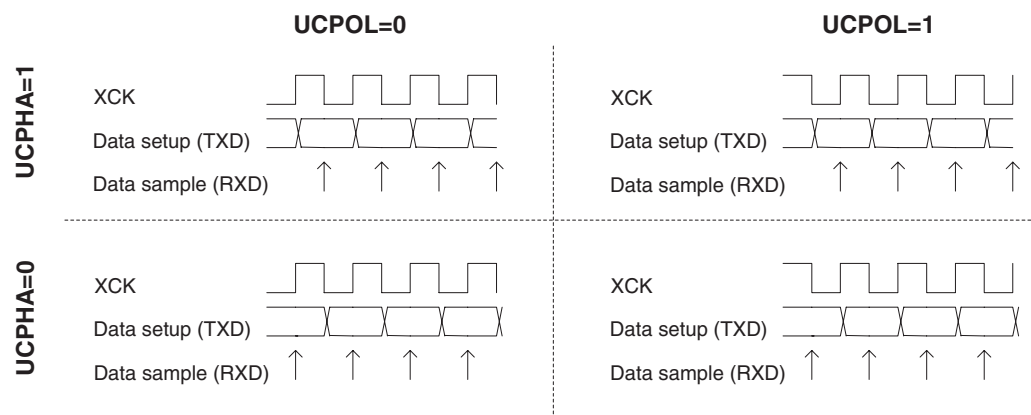 UCPOL=0
UCPOL=1
UCPHA=1
XCK
Data setup (TXD)
Data sample (RXD)
XCK
Data setup (TXD)
Data sample (RXD)
UCPHA=0
XCK
Data setup (TXD)
Data sample (RXD)
XCK
Data setup (TXD)
Data sample (RXD)